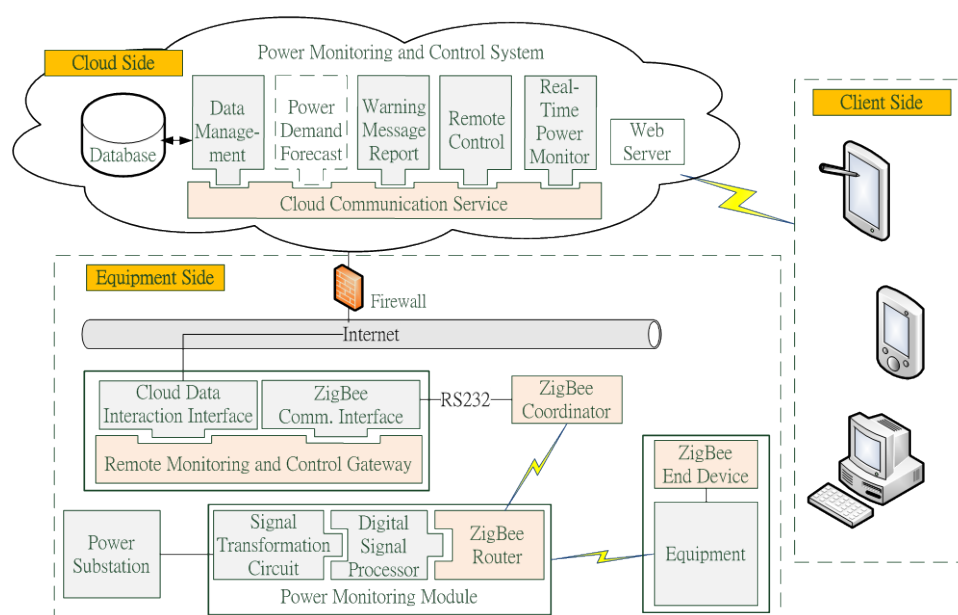 Power Monitoring and Control System
Cloud Side
Database
Data
Manage-
ment
Power
Demand
Forecast
Warning
Message
Report
Remote
Control
Real-
Time
Power
Monitor
Web
Server
Cloud Communication Service
Client Side
Equipment Side
Firewall
Internet
Cloud Data
Interaction Interface
ZigBee
Comm. Interface
RS232
ZigBee
Coordinator
Remote Monitoring and Control Gateway
ZigBee
End Device
Equipment
Power
Substation
Signal
Transformation
Circuit
Digital
Signal
Processor
ZigBee
Router
Power Monitoring Module